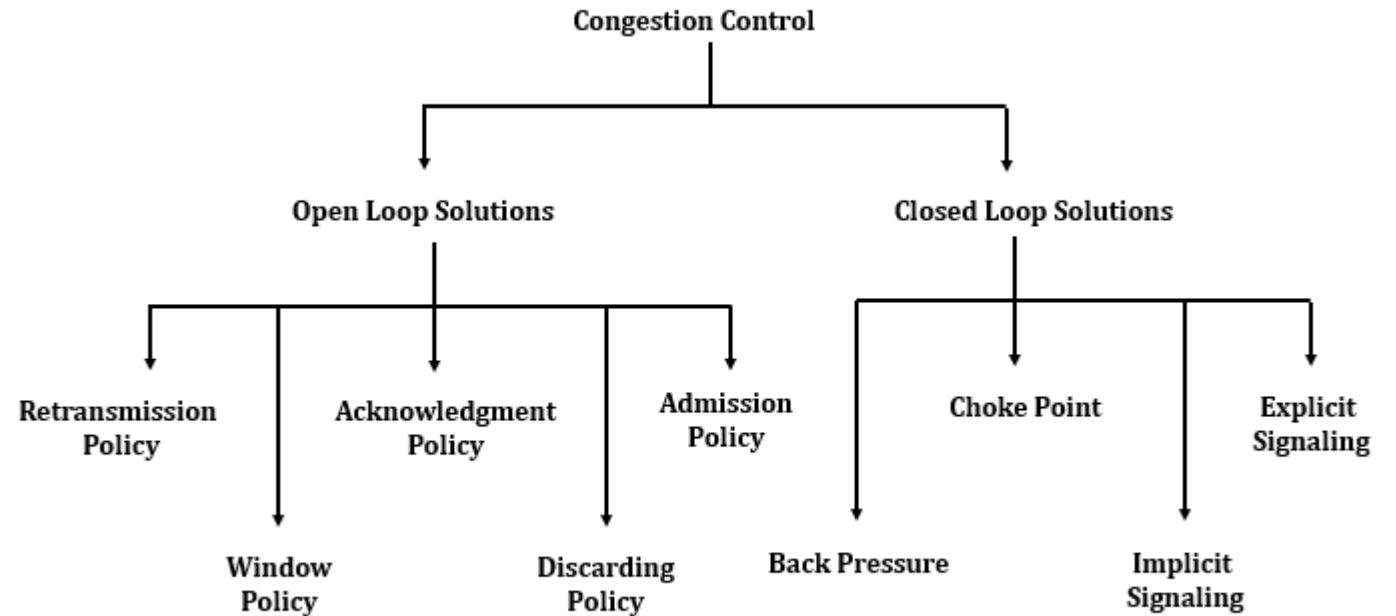 Congestion Control
Open Loop Solutions
Closed Loop Solutions
Retransmission
Policy
Acknowledgment
Policy
Admission
Policy
Choke Point
Explicit
Signaling
Window
Policy
Discarding
Policy
Back Pressure
Implicit
Signaling